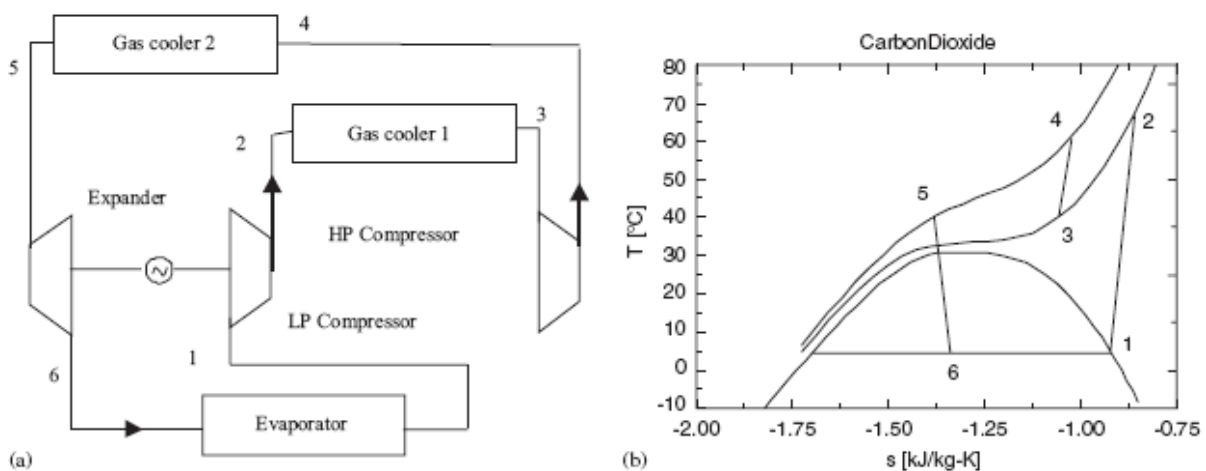 4
Gas cooler 2
5
3
2
Gas cooler 1
Expander
HP Compressor
LP Compressor
1
6
Evaporator
(a)
CarbonDioxide
80
70
60
50
40
30
20
10
0
-10
T [ºC]
4
2
5
3
1
6
-2.00 -1.75 -1.50 -1.25 -1.00 -0.75
(b)
s [kJ/kg-K]